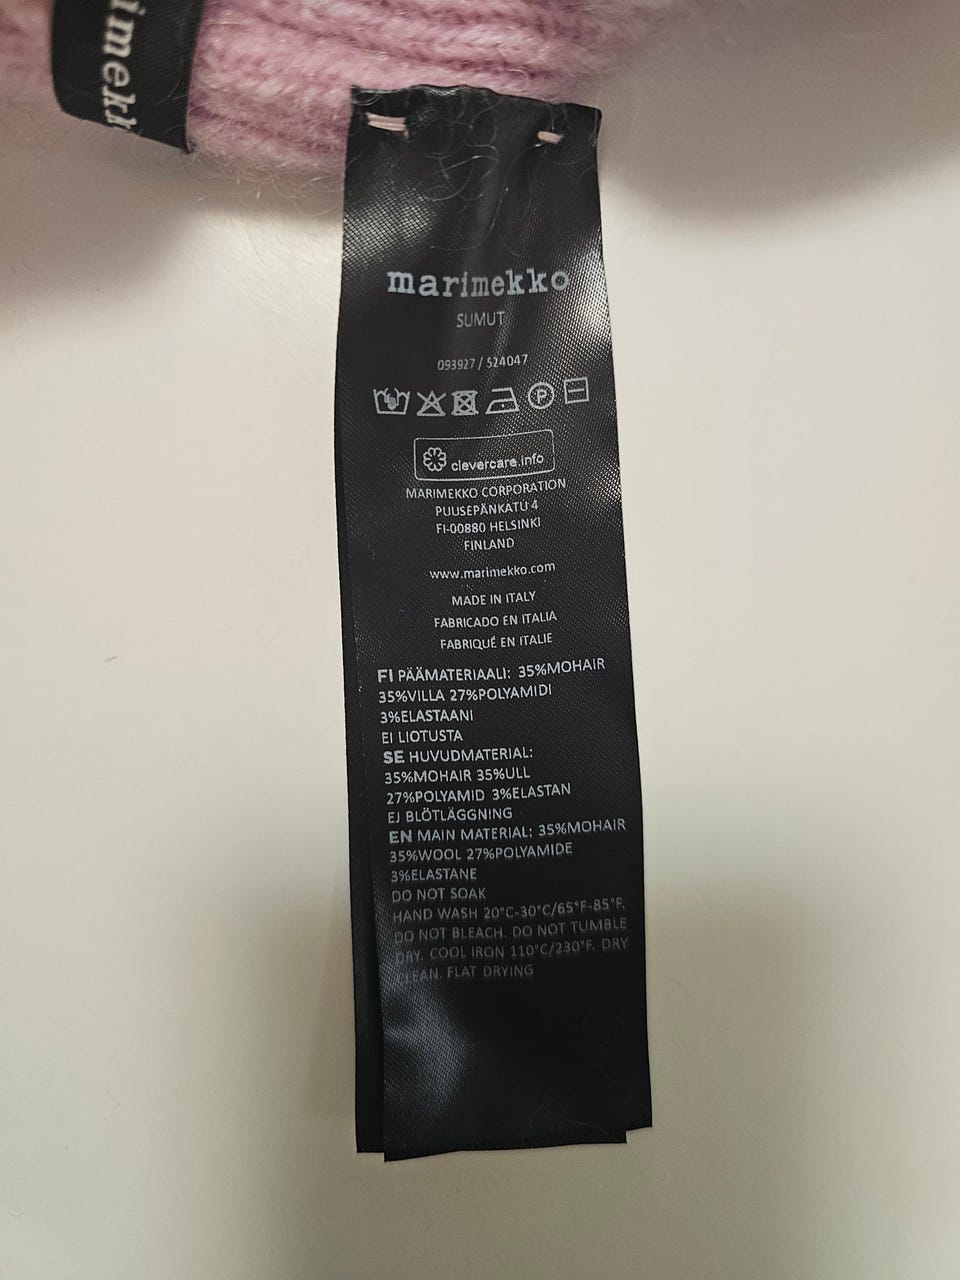 imekk
marimekko
SUMUT
093927 / 524047
P
clevercare.info
MARIMEKKO CORPORATION
PUUSEPÄNKATU 4
FI-00880 HELSINKI
FINLAND
www.marimekko.com
MADE IN ITALY
FABRICADO EN ITALIA
FABRIQUÉ EN ITALIE
FI PÄÄMATERIAALI: 35%MOHAIR
35%VILLA 27%POLYAMIDI
3%ELASTAANI
EI LIOTUSTA
SE HUVUDMATERIAL:
35%MOHAIR 35%ULL
27%POLYAMID 3%ELASTAN
EJ BLÖTLÄGGNING
EN MAIN MATERIAL: 35%MOHAIR
35%WOOL 27%POLYAMIDE
3%ELASTANE
DO NOT SOAK
HAND WASH 20°C-30°C/65°F-85°F.
DO NOT BLEACH. DO NOT TUMBLE
DRY. COOL IRON 110°C/230°F. DRY
CLEAN. FLAT DRYING